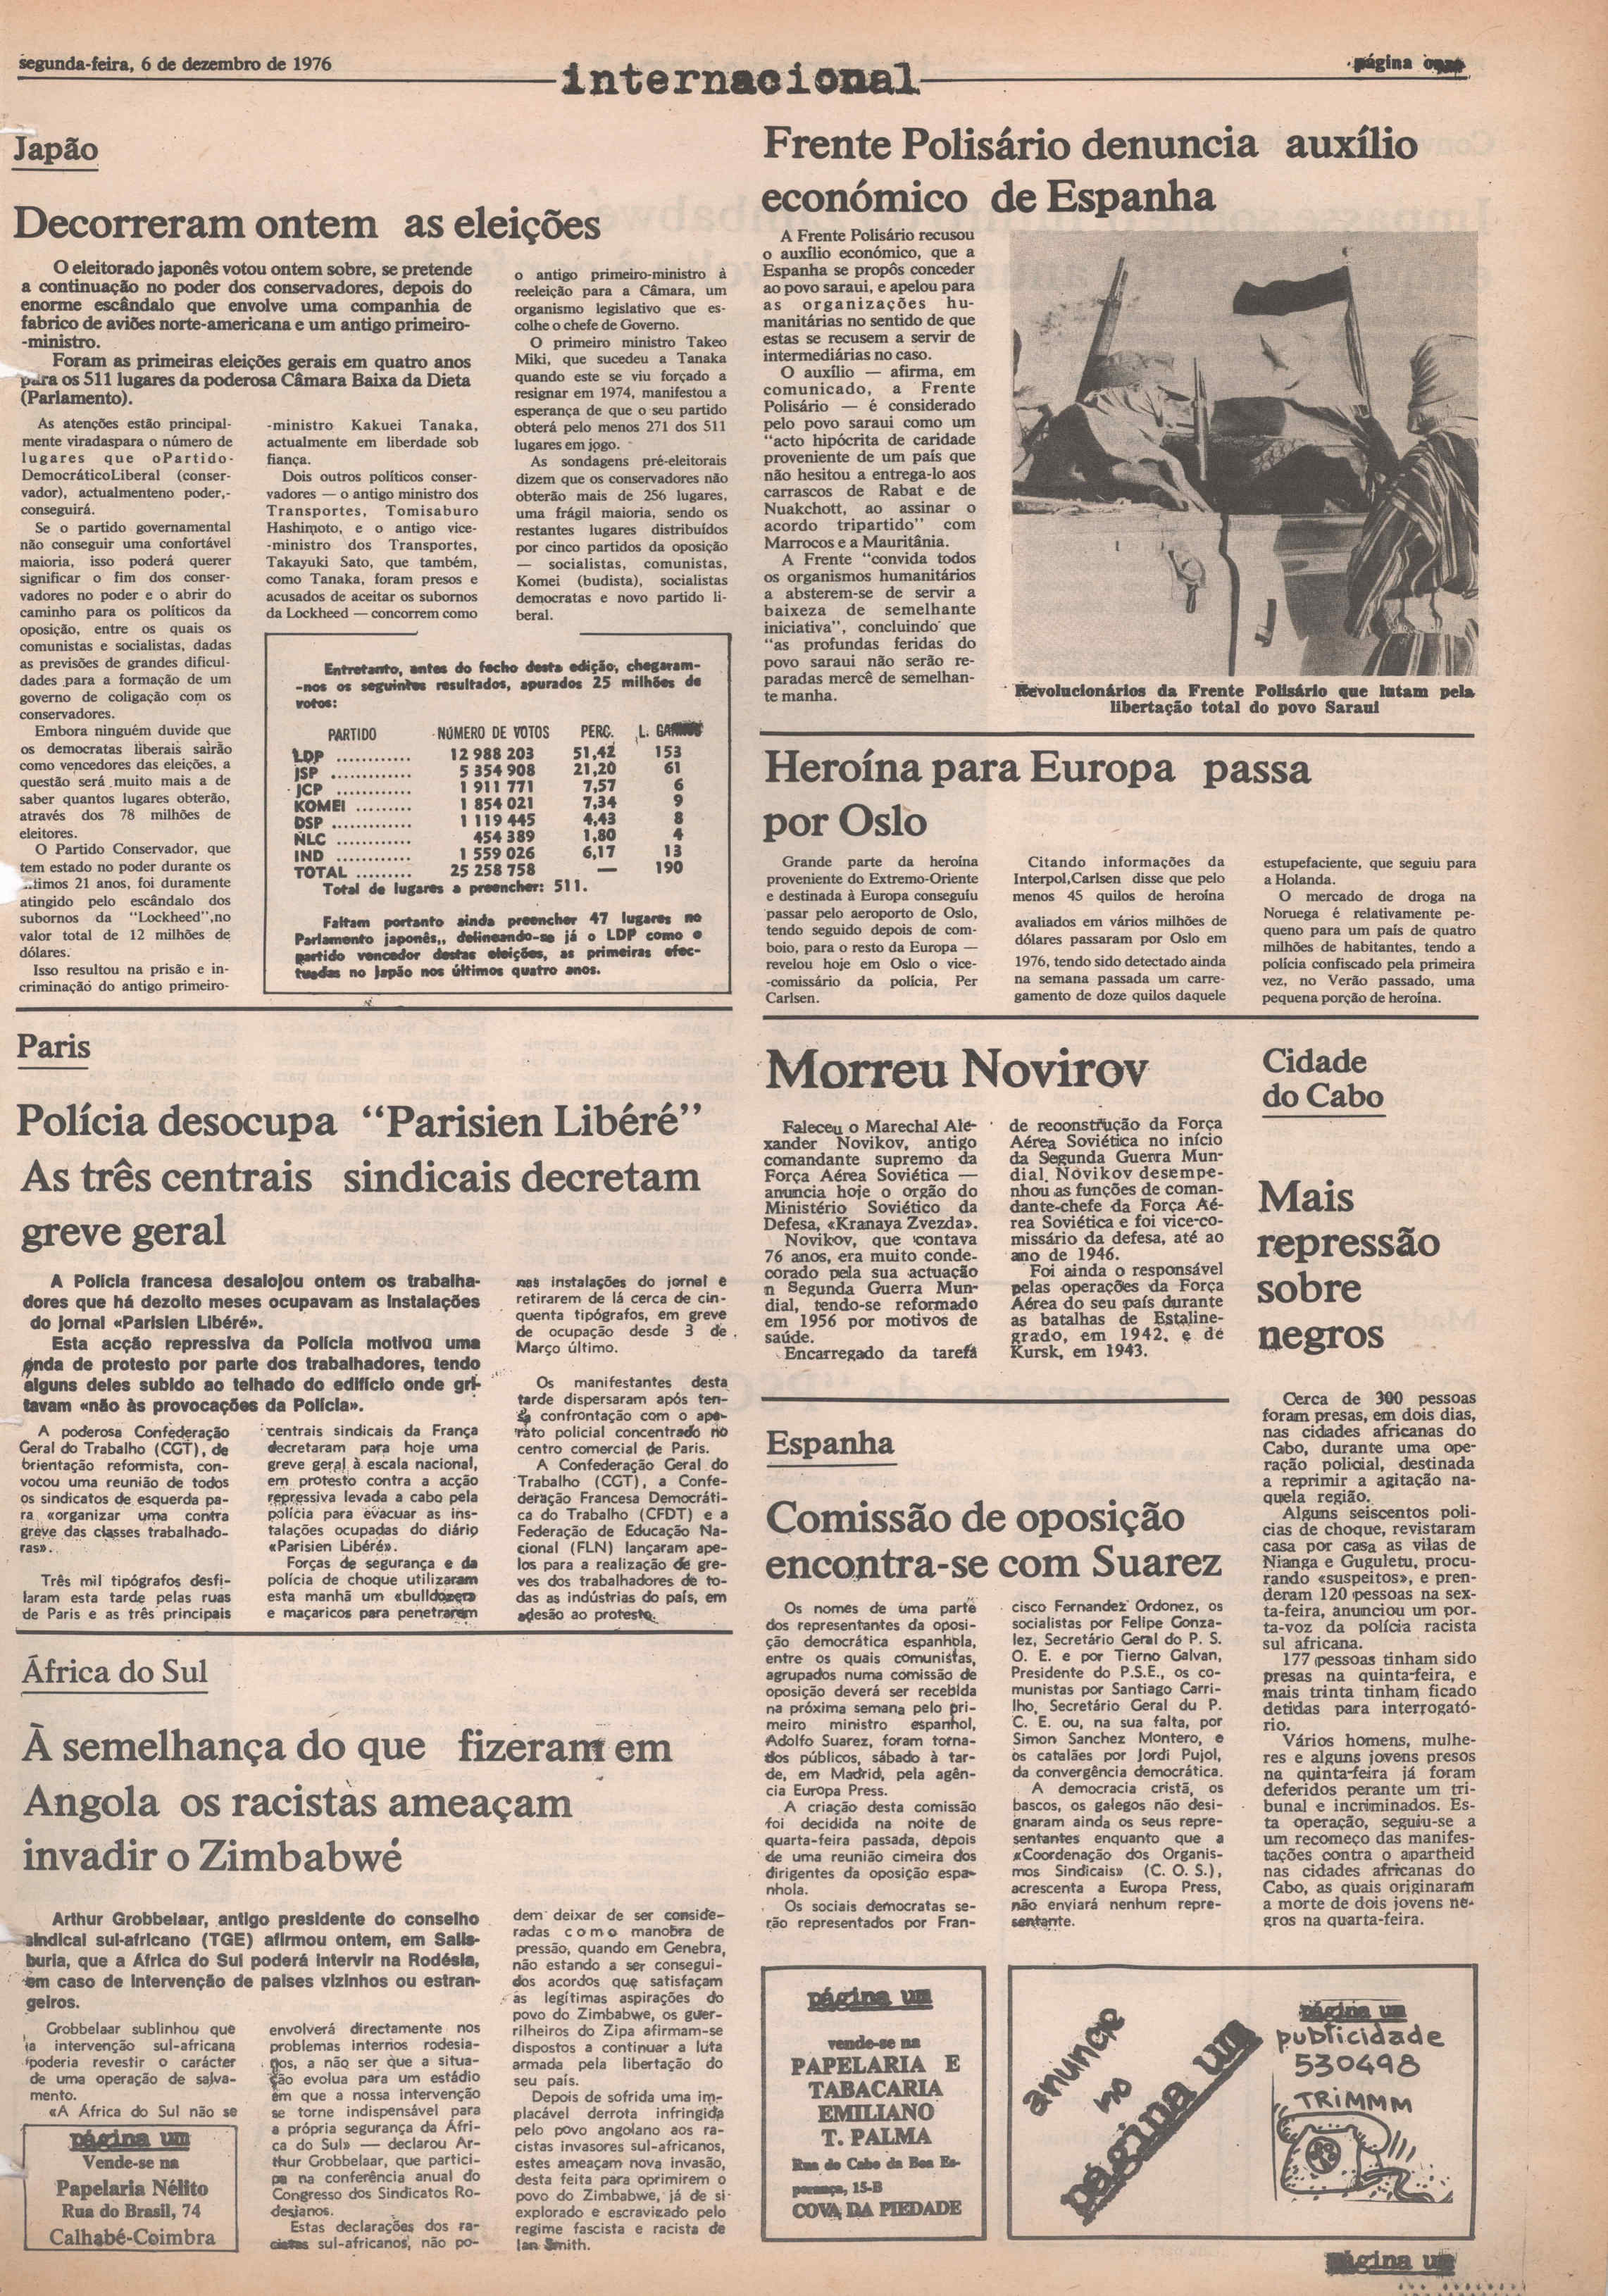 segunda-feira, 6 de dezembro de 1976
internacional
página
Japão
Decorreram ontem as eleições
O eleitorado japonês votou ontem sobre, se pretende
a continuação no poder dos conservadores, depois do
enorme escândalo que envolve uma companhia de
fabrico de aviões norte-americana e um antigo primeiro-
-ministro.
Foram as primeiras eleições gerais em quatro anos
para os 511 lugares da poderosa Câmara Baixa da Dieta
(Parlamento).
As atenções estão principal-
mente viradaspara o número de
lugares que oPartido-
DemocráticoLiberal (conser-
vador), actualmenteno poder,-
conseguirá.
Se o partido governamental
não conseguir uma confortável
maioria, isso poderá querer
significar o fim dos conser-
vadores no poder e o abrir do
caminho para os políticos da
oposição, entre os quais os
comunistas e socialistas, dadas
as previsões de grandes dificul-
dades para a formação de um
governo de coligação com os
conservadores.
Embora ninguém duvide que
os democratas liberais sairão
como vencedores das eleições, a
questão será muito mais a de
saber quantos lugares obterão,
através dos 78 milhões de
eleitores.
O Partido Conservador, que
tem estado no poder durante os
..timos 21 anos, foi duramente
atingido pelo escândalo dos
subornos da "Lockheed",no
valor total de 12 milhões de
dólares.
Isso resultou na prisão e in-
criminação do antigo primeiro-
-ministro Kakuei Tanaka,
actualmente em liberdade sob
fiança.
Dois outros políticos conser-
vadores — o antigo ministro dos
Transportes, Tomisaburo
Hashimoto, e o antigo vice-
-ministro dos Transportes,
Takayuki Sato, que também,
como Tanaka, foram presos e
acusados de aceitar os subornos
da Lockheed — concorrem como
o antigo primeiro-ministro à
reeleição para a Câmara, um
organismo legislativo que es-
colhe o chefe de Governo.
O primeiro ministro Takeo
Miki, que sucedeu a Tanaka
quando este se viu forçado a
resignar em 1974, manifestou a
esperança de que o seu partido
obterá pelo menos 271 dos 511
lugares em jogo.
As sondagens pré-eleitorais
dizem que os conservadores não
obterão mais de 256 lugares,
uma frágil maioria, sendo os
restantes lugares distribuídos
por cinco partidos da oposição
— socialistas, comunistas,
Komei (budista), socialistas
democratas e novo partido li-
beral.
Entretanto, antes do fecho desta edição, chegaram-
-nos os seguintes resultados, apurados 25 milhões de
votos:
PARTIDO NÚMERO DE VOTOS PERC. L.
LDP ............ 12 988 203 51,42 153
JSP ............. 5 354 908 21,20 61
JCP ............ 1 911 771 7,57 6
KOMEI ......... 1 854 021 7,34 9
DSP ............. 1 119 445 4,43 8
NLC ............ 454 389 1,80 4
IND ............ 1 559 026 6,17 13
TOTAL ......... 25 258 758 — 190
Total de lugares a preencher: 511.
Faltam portanto ainda preencher 47 lugares no
Parlamento japonês,, delineando-se já o LDP como o
partido vencedor destas eleições, as primeiras efec-
tuadas no Japão nos últimos quatro anos.
Frente Polisário denuncia auxílio
económico de Espanha
A Frente Polisário recusou
o auxílio económico, que a
Espanha se propôs conceder
ao povo saraui, e apelou para
as organizações hu-
manitárias no sentido de que
estas se recusem a servir de
intermediárias no caso.
O auxílio — afirma, em
comunicado, a Frente
Polisário — é considerado
pelo povo saraui como um
"acto hipócrita de caridade
proveniente de um país que
não hesitou a entrega-lo aos
carrascos de Rabat e de
Nuakchott, ao assinar o
acordo tripartido" com
Marrocos e a Mauritânia.
A Frente "convida todos
os organismos humanitários
a absterem-se de servir a
baixeza de semelhante
iniciativa", concluindo que
"as profundas feridas do
povo saraui não serão re-
paradas mercê de semelhan-
te manha.
Revolucionários da Frente Polisário que lutam pela
libertação total do povo Saraui
Heroína para Europa passa
por Oslo
Grande parte da heroína
proveniente do Extremo-Oriente
e destinada à Europa conseguiu
passar pelo aeroporto de Oslo,
tendo seguido depois de com-
boio, para o resto da Europa —
revelou hoje em Oslo o vice-
-comissário da polícia, Per
Carlsen.
Citando informações da
Interpol,Carlsen disse que pelo
menos 45 quilos de heroína
avaliados em vários milhões de
dólares passaram por Oslo em
1976, tendo sido detectado ainda
na semana passada um carre-
gamento de doze quilos daquele
estupefaciente, que seguiu para
a Holanda.
O mercado de droga na
Noruega é relativamente pe-
queno para um país de quatro
milhões de habitantes, tendo a
polícia confiscado pela primeira
vez, no Verão passado, uma
pequena porção de heroína.
Paris
Polícia desocupa "Parisien Libéré"
As três centrais sindicais decretam
greve geral
A Polícia francesa desalojou ontem os trabalha-
dores que há dezoito meses ocupavam as instalações
do jornal «Parisien Libéré».
Esta acção repressiva da Polícia motivou uma
onda de protesto por parte dos trabalhadores, tendo
alguns deles subido ao telhado do edifício onde gri-
tavam «não às provocações da Polícia».
A poderosa Confederação
Geral do Trabalho (CGT), de
orientação reformista, con-
vocou uma reunião de todos
os sindicatos de esquerda pa-
ra «organizar uma contra
greve das classes trabalhado-
ras».
Três mil tipógrafos desfi-
laram esta tarde pelas ruas
de Paris e as três principais
centrais sindicais da França
decretaram para hoje uma
greve geral à escala nacional,
em protesto contra a acção
repressiva levada a cabo pela
polícia para evacuar as ins-
talações ocupadas do diário
«Parisien Libéré».
Forças de segurança e da
polícia de choque utilizaram
esta manhã um «bulldozer»
e maçaricos para penetrarem
nas instalações do jornal e
retirarem de lá cerca de cin-
quenta tipógrafos, em greve
de ocupação desde 3 de
Março último.
Os manifestantes desta
tarde dispersaram após ten-
sa confrontação com o apa-
rato policial concentrado no
centro comercial de Paris.
A Confederação Geral do
Trabalho (CGT), a Confe-
deração Francesa Democráti-
ca do Trabalho (CFDT) e a
Federação de Educação Na-
cional (FLN) lançaram ape-
los para a realização de gre-
ves dos trabalhadores de to-
das as indústrias do país, em
adesão ao protesto.
Morreu Novirov
Faleceu o Marechal Ale-
xander Novikov, antigo
comandante supremo da
Força Aérea Soviética —
anuncia hoje o orgão do
Ministério Soviético da
Defesa, «Kranaya Zvezda».
Novikov, que contava
76 anos, era muito conde-
corado pela sua actuação
n Segunda Guerra Mun-
dial, tendo-se reformado
em 1956 por motivos de
saúde.
Encarregado da tarefa
de reconstrução da Força
Aérea Soviética no início
da Segunda Guerra Mun-
dial, Novikov desempe-
nhou as funções de coman-
dante-chefe da Força Aé-
rea Soviética e foi vice-co-
missário da defesa, até ao
ano de 1946.
Foi ainda o responsável
pelas operações da Força
Aérea do seu país durante
as batalhas de Estaline-
grado, em 1942, e de
Kursk, em 1943.
Cidade
do Cabo
Mais
repressão
sobre
negros
Cerca de 300 pessoas
foram presas, em dois dias,
nas cidades africanas do
Cabo, durante uma ope-
ração policial, destinada
a reprimir a agitação na-
quela região.
Alguns seiscentos poli-
cias de choque, revistaram
casa por casa as vilas de
Nianga e Guguletu, procu-
rando «suspeitos», e pren-
deram 120 pessoas na sex-
ta-feira, anunciou um por-
ta-voz da polícia racista
sul africana.
177 pessoas tinham sido
presas na quinta-feira, e
mais trinta tinham ficado
detidas para interrogató-
rio.
Vários homens, mulhe-
res e alguns jovens presos
na quinta-feira já foram
deferidos perante um tri-
bunal e incriminados. Es-
ta operação, seguiu-se a
um recomeço das manifes-
tações contra o apartheid
nas cidades africanas do
Cabo, as quais originaram
a morte de dois jovens ne-
gros na quarta-feira.
Espanha
Comissão de oposição
encontra-se com Suarez
Os nomes de uma parte
dos representantes da oposi-
ção democrática espanhola,
entre os quais comunistas,
agrupados numa comissão de
oposição deverá ser recebida
na próxima semana pelo pri-
meiro ministro espanhol,
Adolfo Suarez, foram torna-
dos públicos, sábado à tar-
de, em Madrid, pela agên-
cia Europa Press.
A criação desta comissão
foi decidida na noite de
quarta-feira passada, depois
de uma reunião cimeira dos
dirigentes da oposição espa-
nhola.
Os sociais democratas se-
rão representados por Fran-
cisco Fernandez Ordonez, os
socialistas por Felipe Gonza-
lez, Secretário Geral do P. S.
O. E. e por Tierno Galvan,
Presidente do P.S.E., os co-
munistas por Santiago Carri-
lho, Secretário Geral du P.
C. E. ou, na sua falta, por
Simon Sanchez Montero, e
os catalães por Jordi Pujol,
da convergência democrática.
A democracia cristã, os
bascos, os galegos não desi-
gnaram ainda os seus repre-
sentantes enquanto que a
«Coordenação dos Organis-
mos Sindicais» (C. O. S.),
acrescenta a Europa Press,
não enviará nenhum repre-
sentante.
África do Sul
À semelhança do que fizeram em
Angola os racistas ameaçam
invadir o Zimbabwé
Arthur Grobbelaar, antigo presidente do conselho
sindical sul-africano (TGE) afirmou ontem, em Salis-
buria, que a África do Sul poderá intervir na Rodésia,
em caso de intervenção de países vizinhos ou estran-
geiros.
Grobbelaar sublinhou que
a intervenção sul-africana
poderia revestir o carácter
de uma operação de salva-
mento.
«A África do Sul não se
envolverá directamente nos
problemas internos rodesia-
nos, a não ser que a situa-
ção evolua para um estádio
em que a nossa intervenção
se torne indispensável para
a própria segurança da Áfri-
ca do Sul» — declarou Ar-
thur Grobbelaar, que partici-
pa na conferência anual do
Congresso dos Sindicatos Ro-
desianos.
Estas declarações dos ra-
cistas sul-africanos, não po-
dem deixar de ser conside-
radas como manobra de
pressão, quando em Genebra,
não estando a ser consegui-
dos acordos que satisfaçam
as legítimas aspirações do
povo do Zimbabwe, os guer-
rilheiros do Zipa afirmam-se
dispostos a continuar a luta
armada pela libertação do
seu país.
Depois de sofrida uma im-
placável derrota infringida
pelo povo angolano aos ra-
cistas invasores sul-africanos,
estes ameaçam nova invasão,
desta feita para oprimirem o
povo do Zimbabwe, já de si
explorado e escravizado pelo
regime fascista e racista de
Ian Smith.
página um
Vende-se na
Papelaria Nélito
Rua do Brasil, 74
Calhabé-Coimbra
página um
vende-se na
PAPELARIA E
TABACARIA
EMILIANO
T. PALMA
Rua do Cabo da Boa Es-
perança, 15-B
COVA DA PIEDADE
anuncie
no
página um
página um
publicidade
530498
TRIMMM
página um